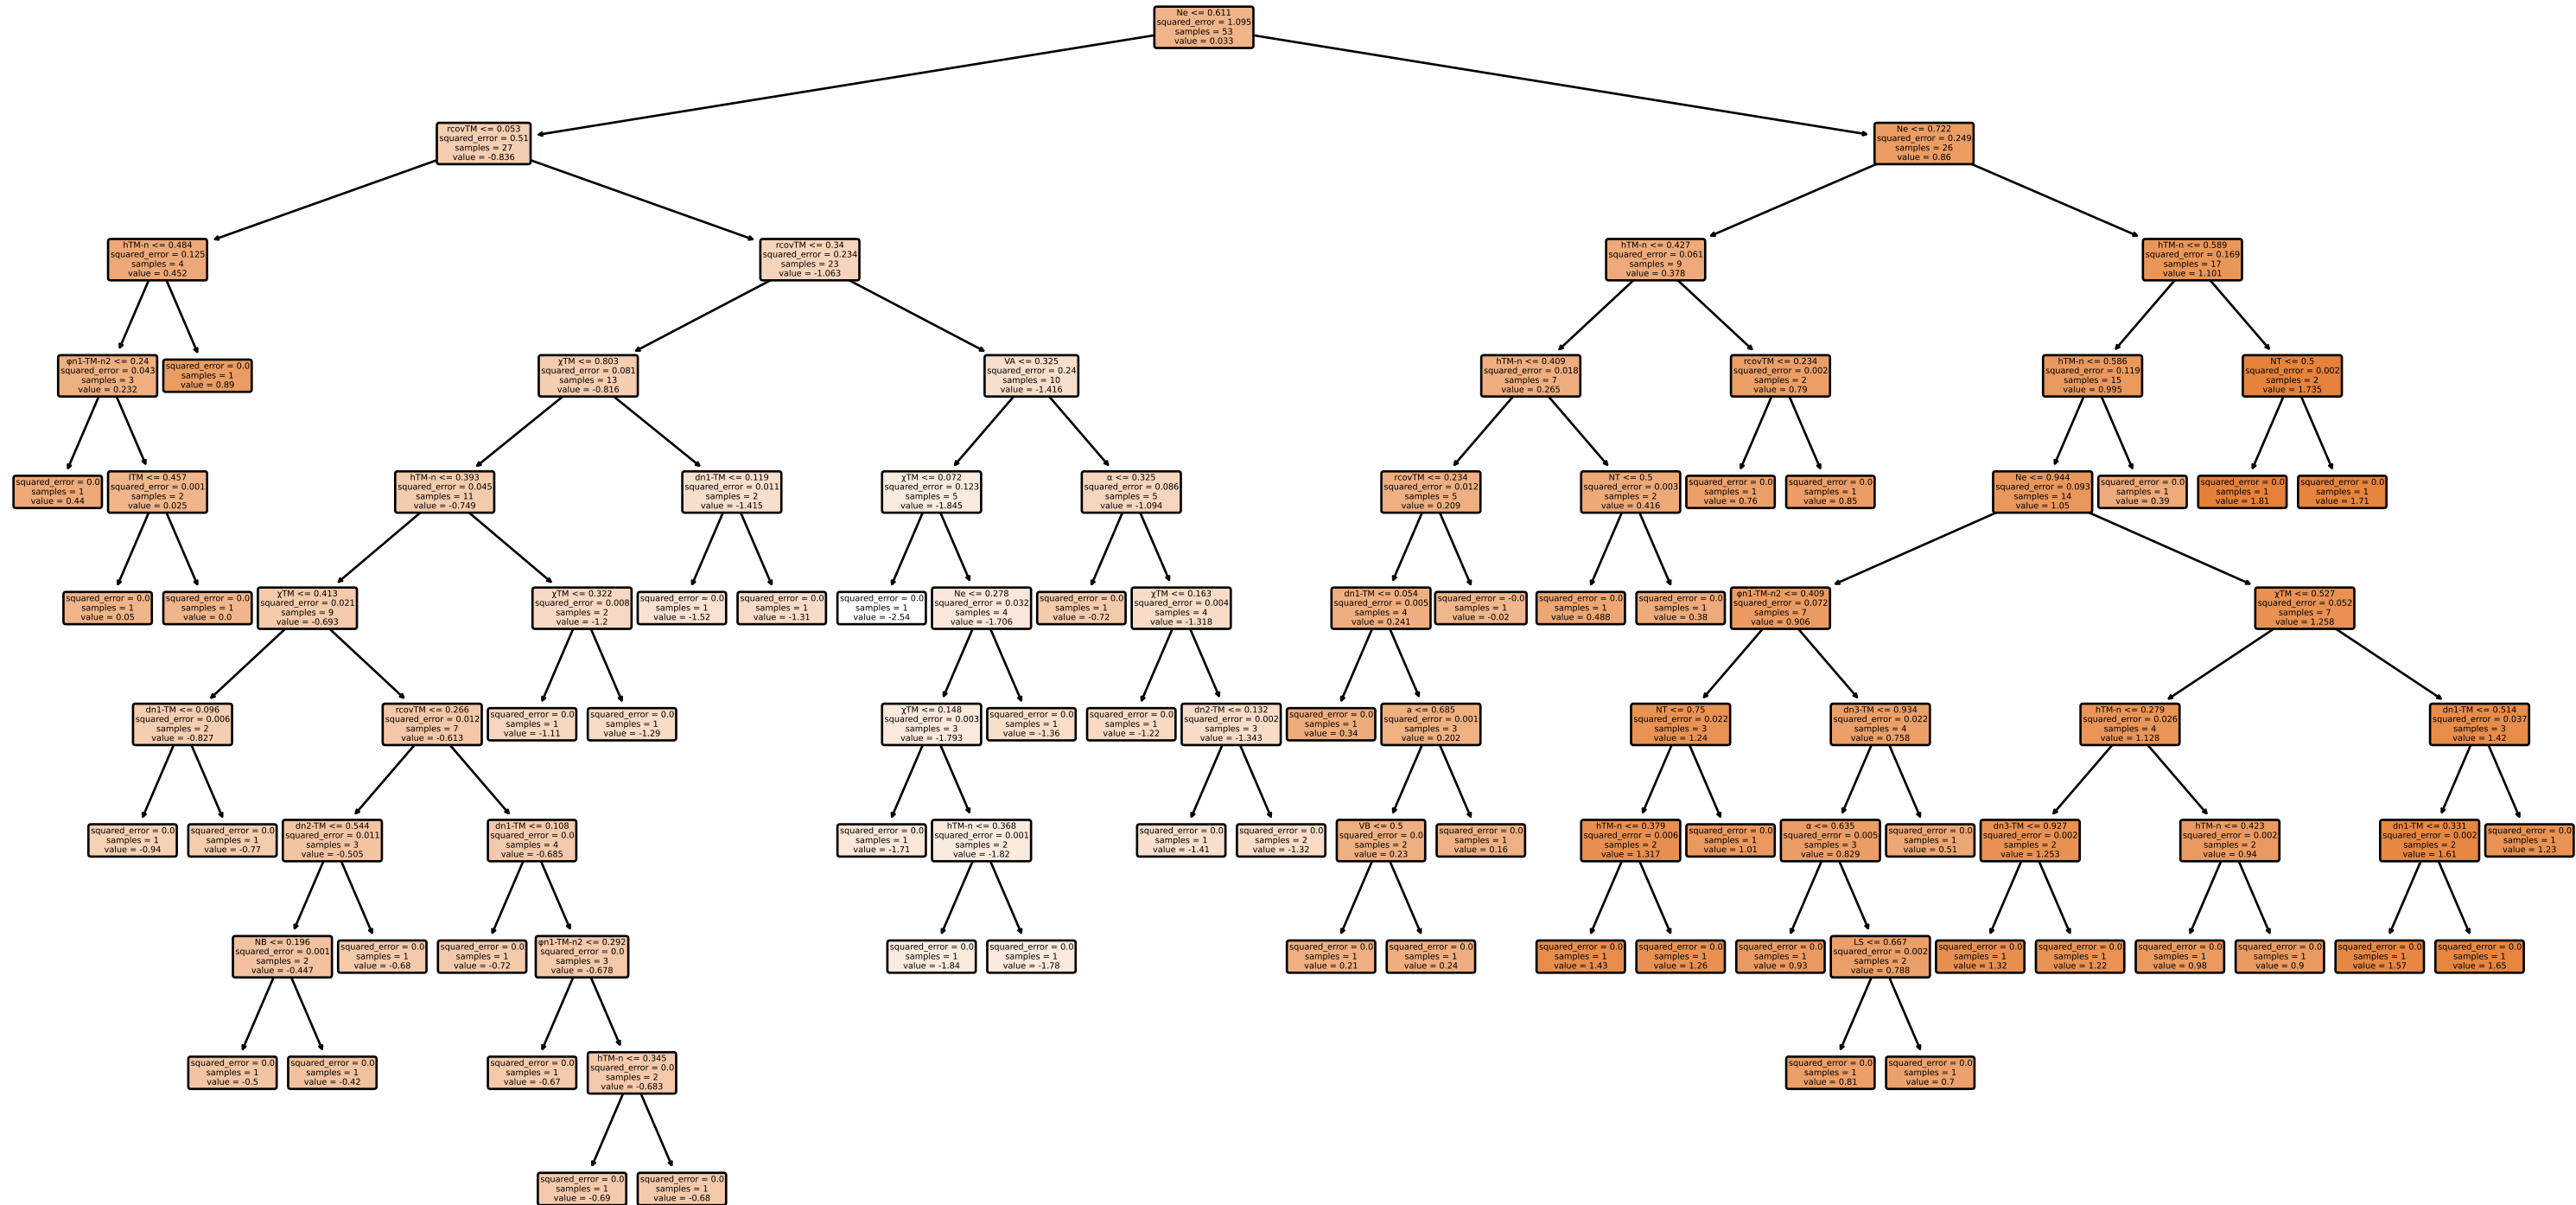 Ne <= 0.611
squared_error = 1.095
samples = 53
value = 0.033
rcovTM <= 0.053
squared_error = 0.51
samples = 27
value = -0.836
Ne <= 0.722
squared_error = 0.249
samples = 26
value = 0.86
hTM-n <= 0.484
squared_error = 0.125
samples = 4
value = 0.452
rcovTM <= 0.34
squared_error = 0.234
samples = 23
value = -1.063
hTM-n <= 0.427
squared_error = 0.061
samples = 9
value = 0.378
hTM-n <= 0.589
squared_error = 0.169
samples = 17
value = 1.101
φn1-TM-n2 <= 0.24
squared_error = 0.043
samples = 3
value = 0.232
squared_error = 0.0
samples = 1
value = 0.89
χTM <= 0.803
squared_error = 0.081
samples = 13
value = -0.816
VA <= 0.325
squared_error = 0.24
samples = 10
value = -1.416
hTM-n <= 0.409
squared_error = 0.018
samples = 7
value = 0.265
rcovTM <= 0.234
squared_error = 0.002
samples = 2
value = 0.79
hTM-n <= 0.586
squared_error = 0.119
samples = 15
value = 0.995
NT <= 0.5
squared_error = 0.002
samples = 2
value = 1.735
squared_error = 0.0
samples = 1
value = 0.44
ITM <= 0.457
squared_error = 0.001
samples = 2
value = 0.025
hTM-n <= 0.393
squared_error = 0.045
samples = 11
value = -0.749
dn1-TM <= 0.119
squared_error = 0.011
samples = 2
value = -1.415
χTM <= 0.072
squared_error = 0.123
samples = 5
value = -1.845
α <= 0.325
squared_error = 0.086
samples = 5
value = -1.094
rcovTM <= 0.234
squared_error = 0.012
samples = 5
value = 0.209
NT <= 0.5
squared_error = 0.003
samples = 2
value = 0.416
squared_error = 0.0
samples = 1
value = 0.76
squared_error = 0.0
samples = 1
value = 0.85
Ne <= 0.944
squared_error = 0.093
samples = 14
value = 1.05
squared_error = 0.0
samples = 1
value = 0.39
squared_error = 0.0
samples = 1
value = 1.81
squared_error = 0.0
samples = 1
value = 1.71
squared_error = 0.0
samples = 1
value = 0.05
squared_error = 0.0
samples = 1
value = 0.0
χTM <= 0.413
squared_error = 0.021
samples = 9
value = -0.693
χTM <= 0.322
squared_error = 0.008
samples = 2
value = -1.2
squared_error = 0.0
samples = 1
value = -1.52
squared_error = 0.0
samples = 1
value = -1.31
squared_error = 0.0
samples = 1
value = -2.54
Ne <= 0.278
squared_error = 0.032
samples = 4
value = -1.706
squared_error = 0.0
samples = 1
value = -0.72
χTM <= 0.163
squared_error = 0.004
samples = 4
value = -1.318
dn1-TM <= 0.054
squared_error = 0.005
samples = 4
value = 0.241
squared_error = -0.0
samples = 1
value = -0.02
squared_error = 0.0
samples = 1
value = 0.488
squared_error = 0.0
samples = 1
value = 0.38
φn1-TM-n2 <= 0.409
squared_error = 0.072
samples = 7
value = 0.906
χTM <= 0.527
squared_error = 0.052
samples = 7
value = 1.258
dn1-TM <= 0.096
squared_error = 0.006
samples = 2
value = -0.827
rcovTM <= 0.266
squared_error = 0.012
samples = 7
value = -0.613
squared_error = 0.0
samples = 1
value = -1.11
squared_error = 0.0
samples = 1
value = -1.29
χTM <= 0.148
squared_error = 0.003
samples = 3
value = -1.793
squared_error = 0.0
samples = 1
value = -1.36
squared_error = 0.0
samples = 1
value = -1.22
dn2-TM <= 0.132
squared_error = 0.002
samples = 3
value = -1.343
squared_error = 0.0
samples = 1
value = 0.34
a <= 0.685
squared_error = 0.001
samples = 3
value = 0.202
NT <= 0.75
squared_error = 0.022
samples = 3
value = 1.24
dn3-TM <= 0.934
squared_error = 0.022
samples = 4
value = 0.758
hTM-n <= 0.279
squared_error = 0.026
samples = 4
value = 1.128
dn1-TM <= 0.514
squared_error = 0.037
samples = 3
value = 1.42
squared_error = 0.0
samples = 1
value = -0.94
squared_error = 0.0
samples = 1
value = -0.77
dn2-TM <= 0.544
squared_error = 0.011
samples = 3
value = -0.505
dn1-TM <= 0.108
squared_error = 0.0
samples = 4
value = -0.685
squared_error = 0.0
samples = 1
value = -1.71
hTM-n <= 0.368
squared_error = 0.001
samples = 2
value = -1.82
squared_error = 0.0
samples = 1
value = -1.41
squared_error = 0.0
samples = 2
value = -1.32
VB <= 0.5
squared_error = 0.0
samples = 2
value = 0.23
squared_error = 0.0
samples = 1
value = 0.16
hTM-n <= 0.379
squared_error = 0.006
samples = 2
value = 1.317
squared_error = 0.0
samples = 1
value = 1.01
α <= 0.635
squared_error = 0.005
samples = 3
value = 0.829
squared_error = 0.0
samples = 1
value = 0.51
dn3-TM <= 0.927
squared_error = 0.002
samples = 2
value = 1.253
hTM-n <= 0.423
squared_error = 0.002
samples = 2
value = 0.94
dn1-TM <= 0.331
squared_error = 0.002
samples = 2
value = 1.61
squared_error = 0.0
samples = 1
value = 1.23
NB <= 0.196
squared_error = 0.001
samples = 2
value = -0.447
squared_error = 0.0
samples = 1
value = -0.68
squared_error = 0.0
samples = 1
value = -0.72
φn1-TM-n2 <= 0.292
squared_error = 0.0
samples = 3
value = -0.678
squared_error = 0.0
samples = 1
value = -1.84
squared_error = 0.0
samples = 1
value = -1.78
squared_error = 0.0
samples = 1
value = 0.21
squared_error = 0.0
samples = 1
value = 0.24
squared_error = 0.0
samples = 1
value = 1.43
squared_error = 0.0
samples = 1
value = 1.26
squared_error = 0.0
samples = 1
value = 0.93
LS <= 0.667
squared_error = 0.002
samples = 2
value = 0.788
squared_error = 0.0
samples = 1
value = 1.32
squared_error = 0.0
samples = 1
value = 1.22
squared_error = 0.0
samples = 1
value = 0.98
squared_error = 0.0
samples = 1
value = 0.9
squared_error = 0.0
samples = 1
value = 1.57
squared_error = 0.0
samples = 1
value = 1.65
squared_error = 0.0
samples = 1
value = -0.5
squared_error = 0.0
samples = 1
value = -0.42
squared_error = 0.0
samples = 1
value = -0.67
hTM-n <= 0.345
squared_error = 0.0
samples = 2
value = -0.683
squared_error = 0.0
samples = 1
value = 0.81
squared_error = 0.0
samples = 1
value = 0.7
squared_error = 0.0
samples = 1
value = -0.69
squared_error = 0.0
samples = 1
value = -0.68